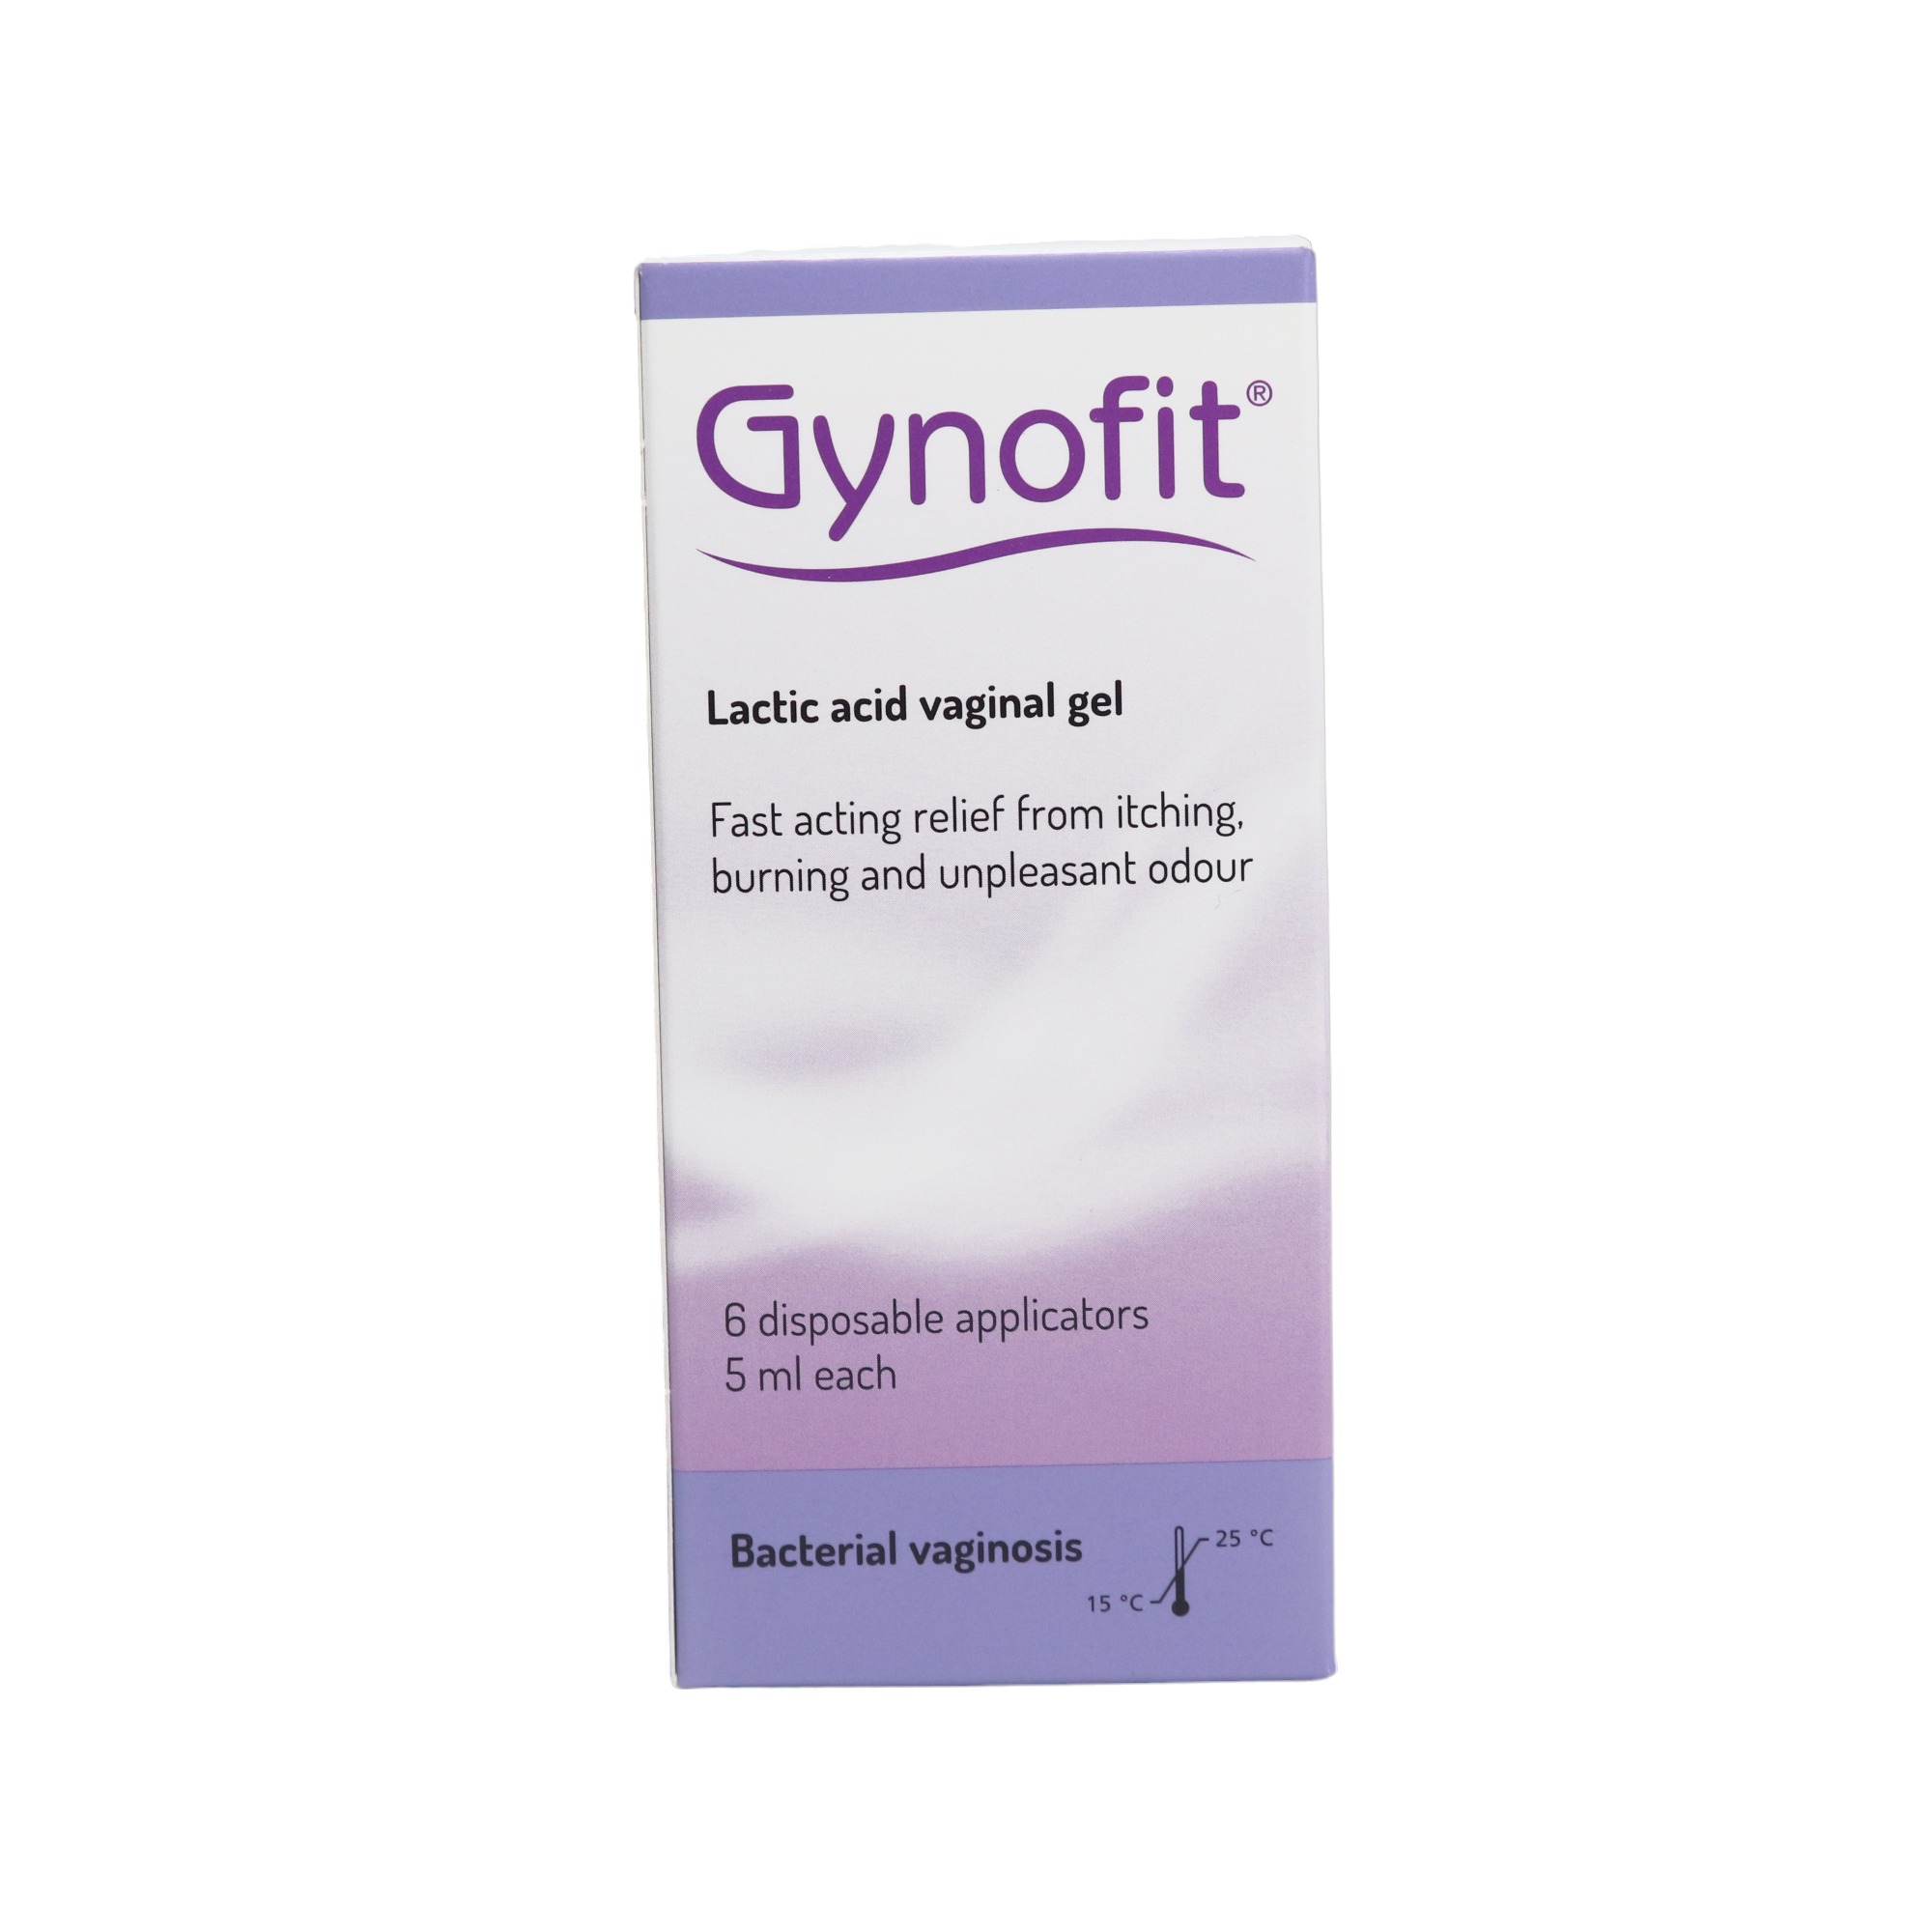 Gynofit®
Lactic acid vaginal gel
Fast acting relief from itching,
burning and unpleasant odour
6 disposable applicators
5 ml each
Bacterial vaginosis
25 °C
15 °C